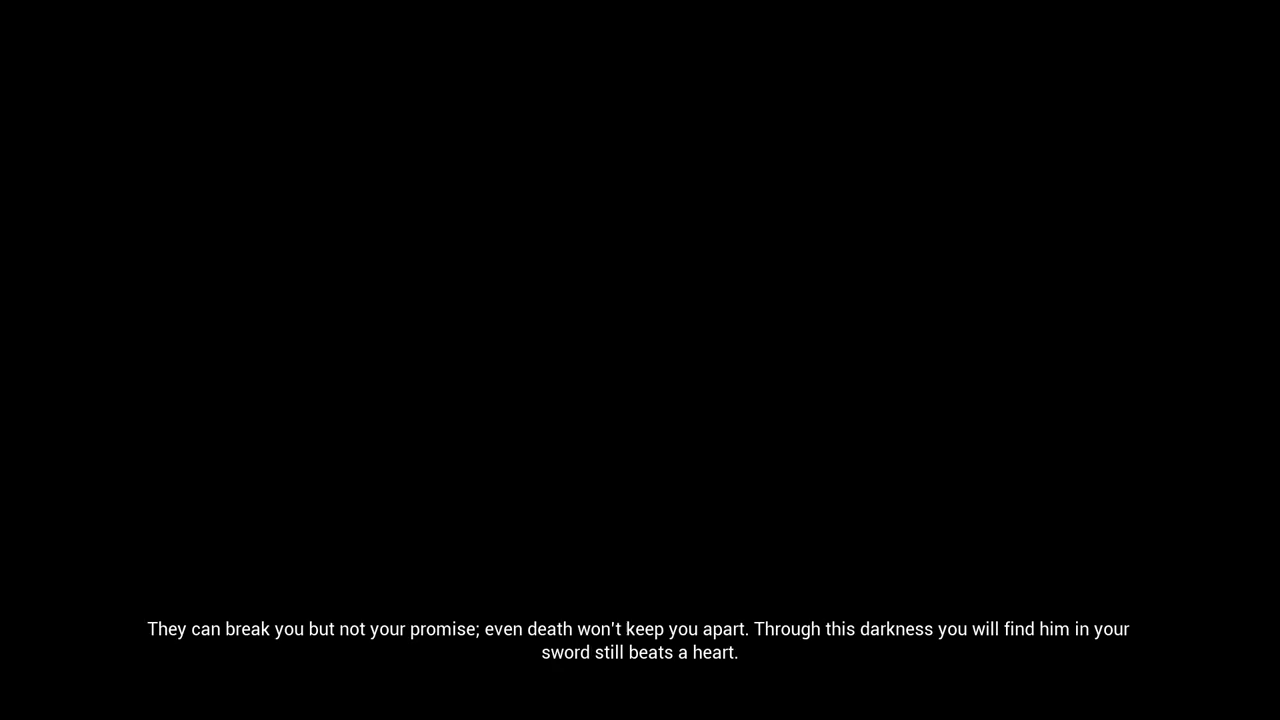 They can break you but not your promise; even death won't keep you apart. Through this darkness you will find him in your
sword still beats a heart.